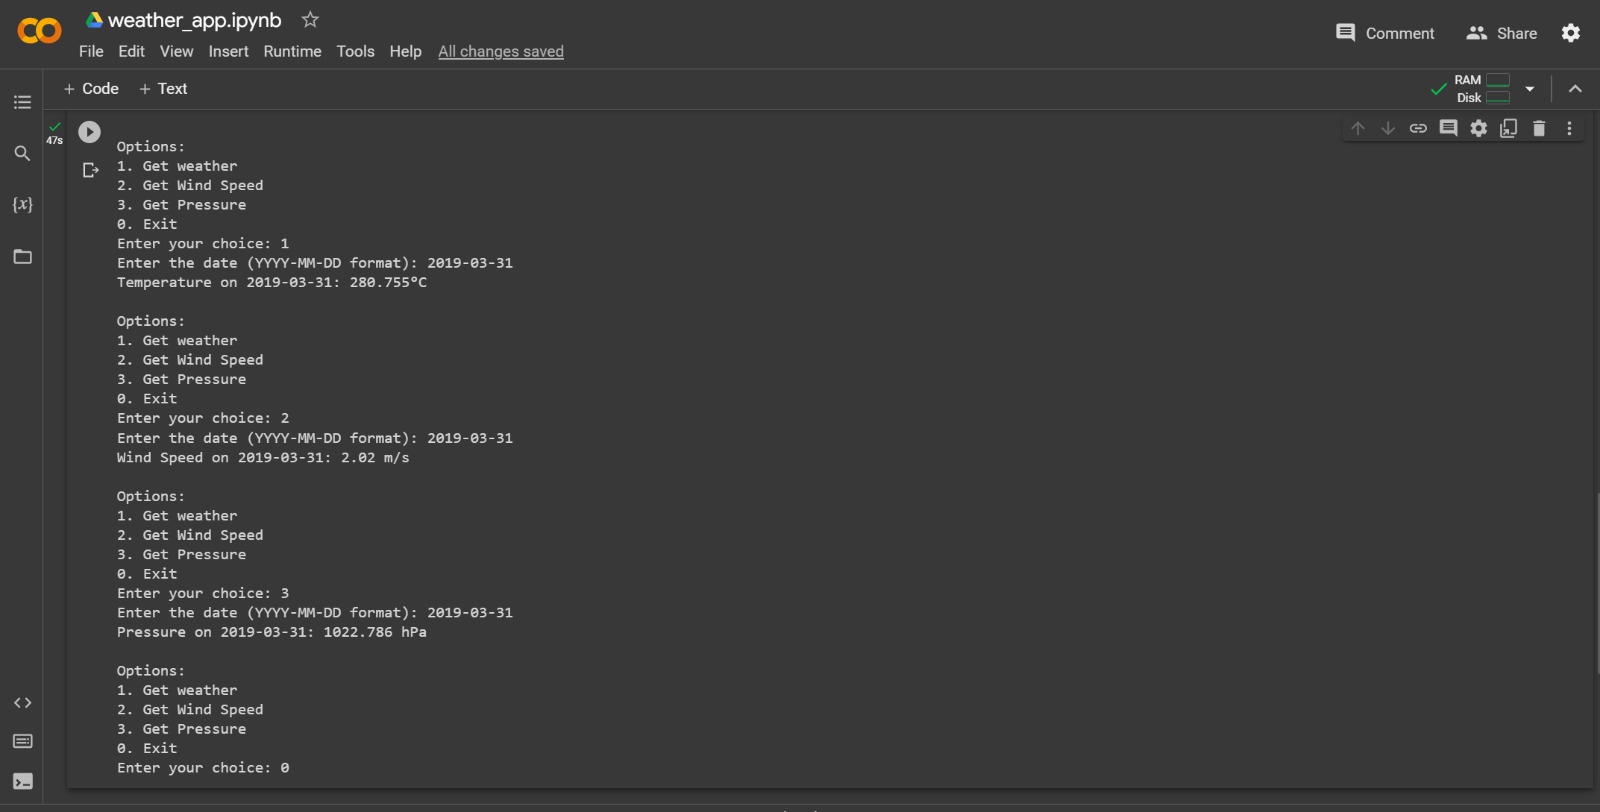 weather_app.ipynb
File Edit View Insert Runtime Tools Help All changes saved
Comment Share
+ Code + Text
RAM
Disk
47s
{x}
Options:
1. Get weather
2. Get Wind Speed
3. Get Pressure
0. Exit
Enter your choice: 1
Enter the date (YYYY-MM-DD format): 2019-03-31
Temperature on 2019-03-31: 280.755°C
Options:
1. Get weather
2. Get Wind Speed
3. Get Pressure
0. Exit
Enter your choice: 2
Enter the date (YYYY-MM-DD format): 2019-03-31
Wind Speed on 2019-03-31: 2.02 m/s
Options:
1. Get weather
2. Get Wind Speed
3. Get Pressure
0. Exit
Enter your choice: 3
Enter the date (YYYY-MM-DD format): 2019-03-31
Pressure on 2019-03-31: 1022.786 hPa
Options:
1. Get weather
2. Get Wind Speed
3. Get Pressure
0. Exit
Enter your choice: 0